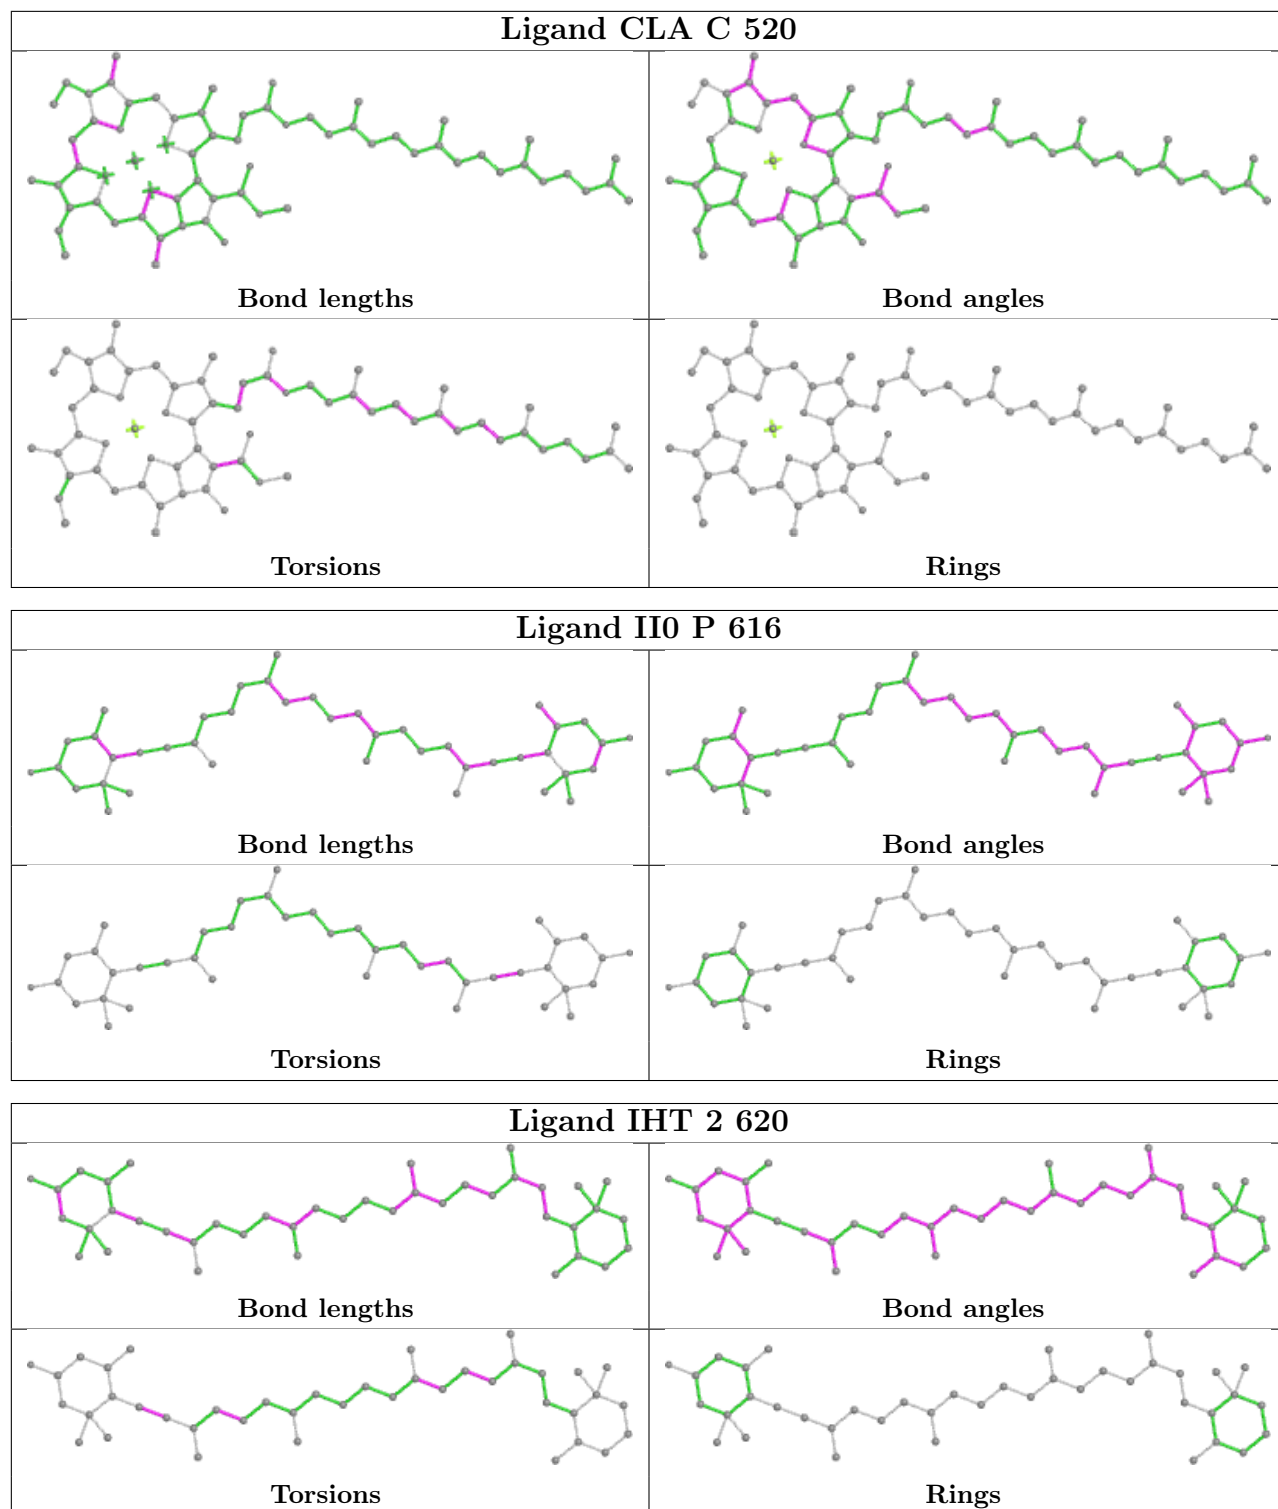 Ligand CLA C 520
Bond lengths
Bond angles
Torsions
Rings
Ligand II0 P 616
Bond lengths
Bond angles
Torsions
Rings
Ligand IHT 2 620
Bond lengths
Bond angles
Torsions
Rings